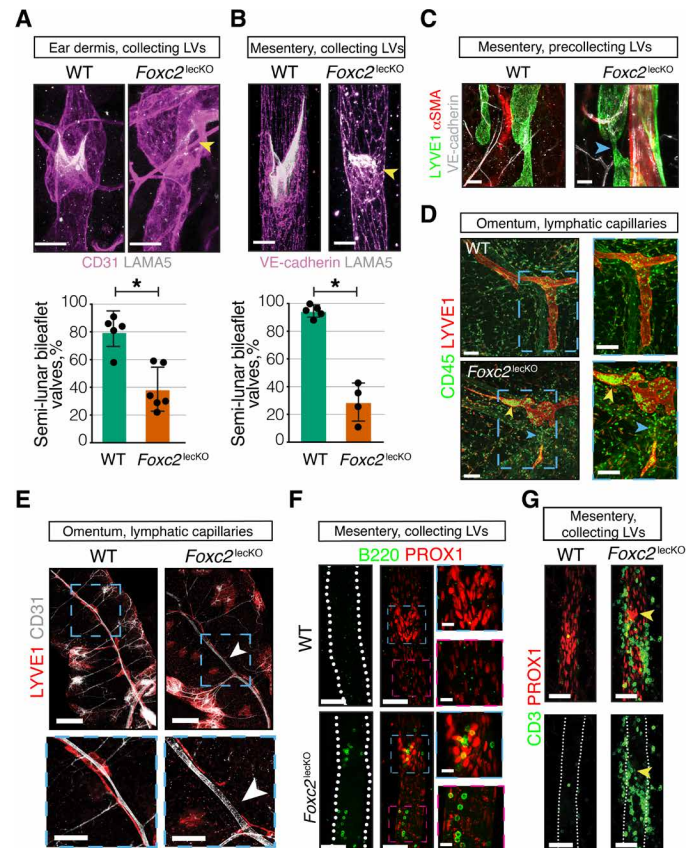 A
Ear dermis, collecting LVs
WT
Foxc2lecKO
CD31 LAMA5
Semi-lunar bileaflet
valves,%
100
80
60
40
20
0
*
WT
Foxc2lecKO
B
Mesentery, collecting LVs
WT
Foxc2lecKO
VE-cadherin LAMA5
Semi-lunar bileaflet
valves,%
100
80
60
40
20
0
*
WT
Foxc2lecKO
C
Mesentery, precollecting LVs
WT
Foxc2lecKO
LYVE1 αSMA
VE-cadherin
D
Omentum, lymphatic capillaries
WT
Foxc2lecKO
CD45 LYVE1
E
Omentum, lymphatic capillaries
WT
Foxc2lecKO
LYVE1 CD31
F
Mesentery, collecting LVs
B220 PROX1
WT
Foxc2lecKO
G
Mesentery,
collecting LVs
WT
Foxc2lecKO
CD3 PROX1